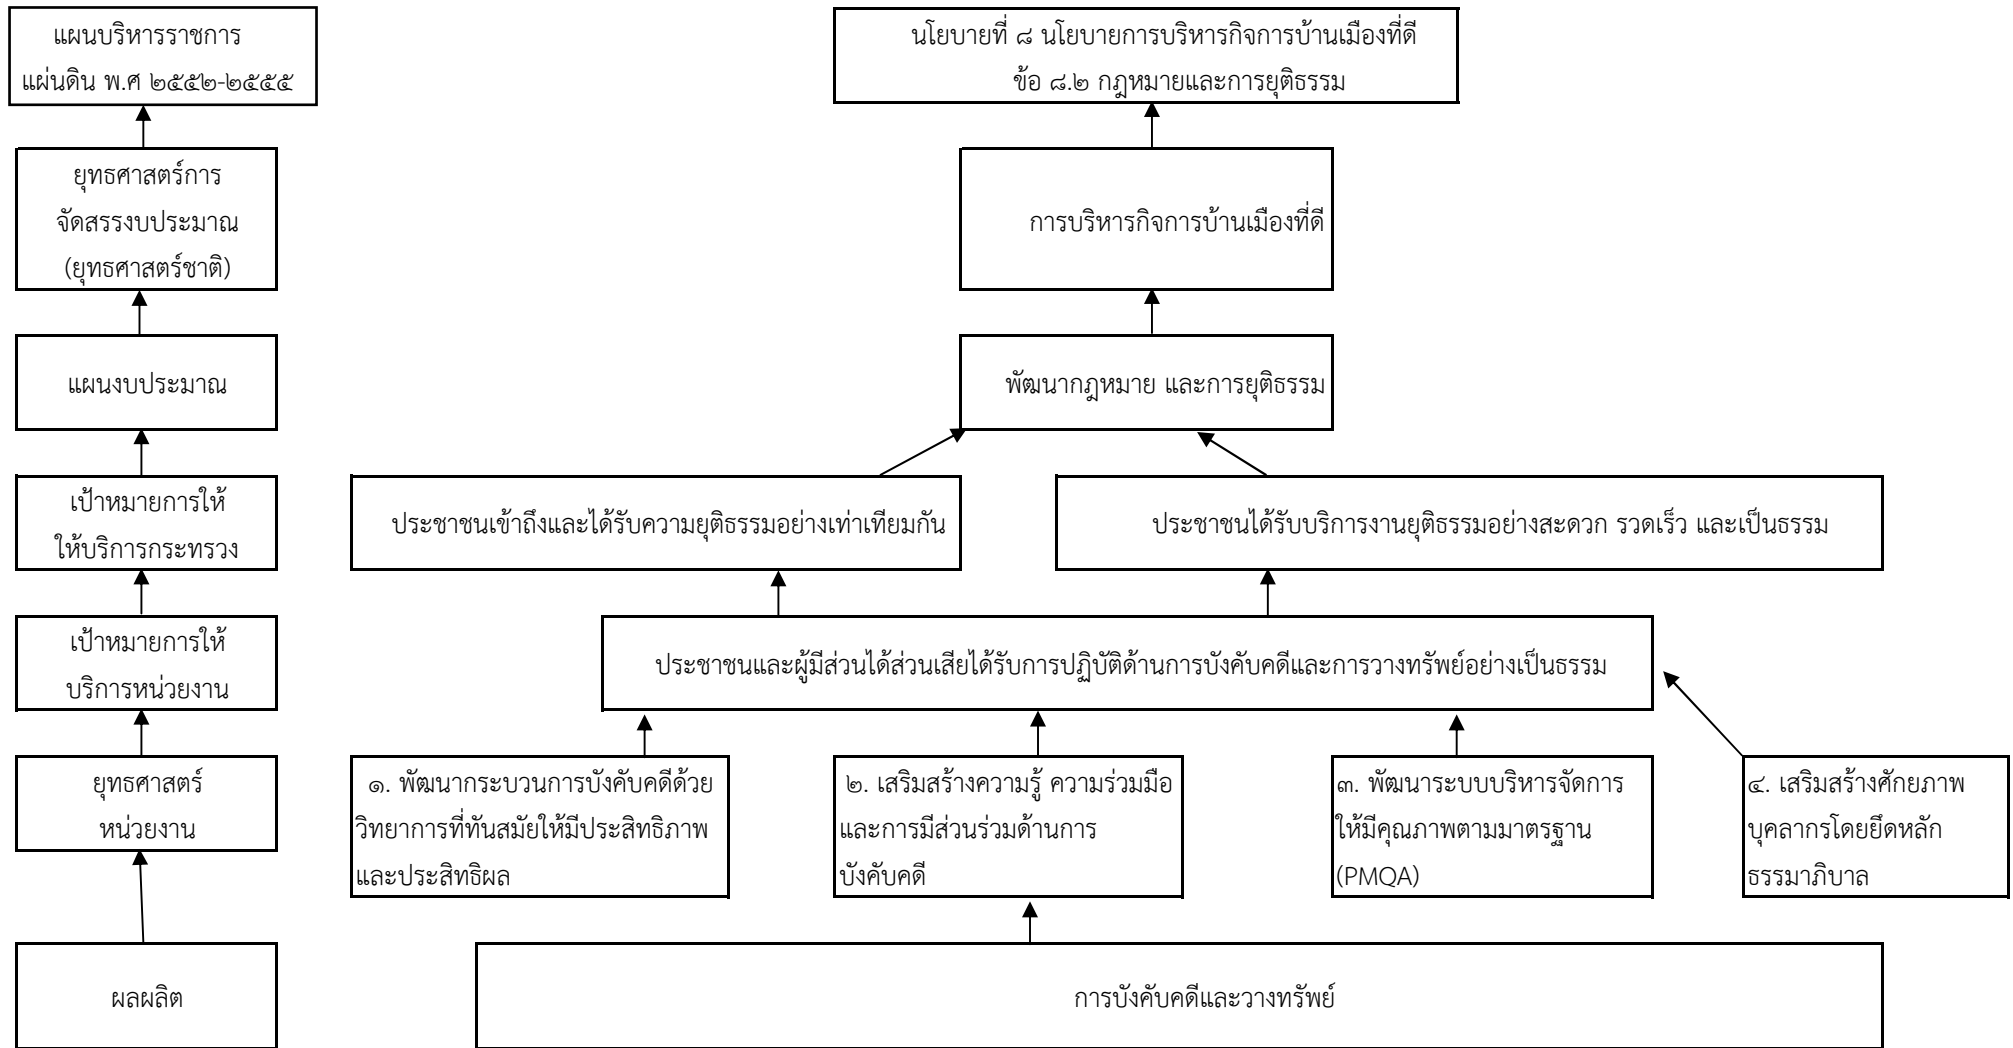 แผนบริหารราชการ
แผ่นดิน พ.ศ ๒๕๕๒-๒๕๕๕
นโยบายที่ ๘ นโยบายการบริหารกิจการบ้านเมืองที่ดี
ข้อ ๘.๒ กฎหมายและการยุติธรรม
ยุทธศาสตร์การ
จัดสรรงบประมาณ
(ยุทธศาสตร์ชาติ)
การบริหารกิจการบ้านเมืองที่ดี
แผนงบประมาณ
พัฒนากฎหมาย และการยุติธรรม
เป้าหมายการให้
ให้บริการกระทรวง
ประชาชนเข้าถึงและได้รับความยุติธรรมอย่างเท่าเทียมกัน
ประชาชนได้รับบริการงานยุติธรรมอย่างสะดวก รวดเร็ว และเป็นธรรม
เป้าหมายการให้
บริการหน่วยงาน
ประชาชนและผู้มีส่วนได้ส่วนเสียได้รับการปฏิบัติด้านการบังคับคดีและการวางทรัพย์อย่างเป็นธรรม
ยุทธศาสตร์
หน่วยงาน
๑. พัฒนากระบวนการบังคับคดีด้วย
วิทยาการที่ทันสมัยให้มีประสิทธิภาพ
และประสิทธิผล
๒. เสริมสร้างความรู้ ความร่วมมือ
และการมีส่วนร่วมด้านการ
บังคับคดี
๓. พัฒนาระบบบริหารจัดการ
ให้มีคุณภาพตามมาตรฐาน
(PMQA)
๔. เสริมสร้างศักยภาพ
บุคลากรโดยยึดหลัก
ธรรมาภิบาล
ผลผลิต
การบังคับคดีและวางทรัพย์